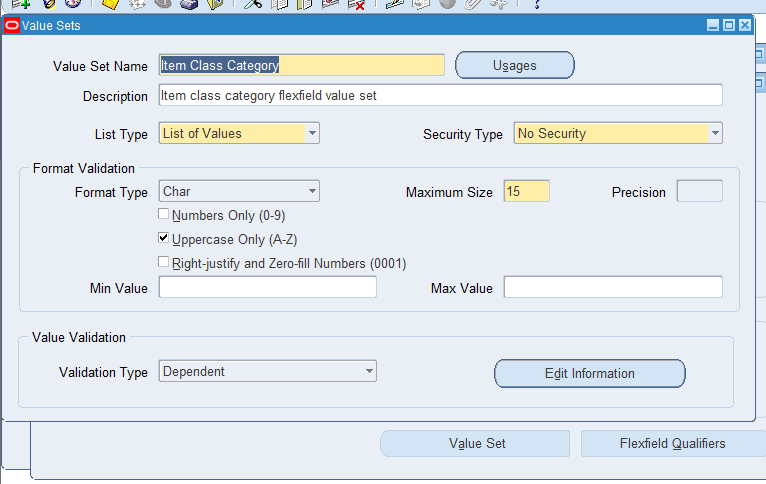 Value Sets
Value Set Name Item Class Category Usages
Description Item class category flexfield value set
List Type List of Values Security Type No Security
Format Validation
Format Type Char Maximum Size 15 Precision
Numbers Only (0-9)
Uppercase Only (A-Z)
Right-justify and Zero-fill Numbers (0001)
Min Value Max Value
Value Validation
Validation Type Dependent Edit Information
Value Set Flexfield Qualifiers